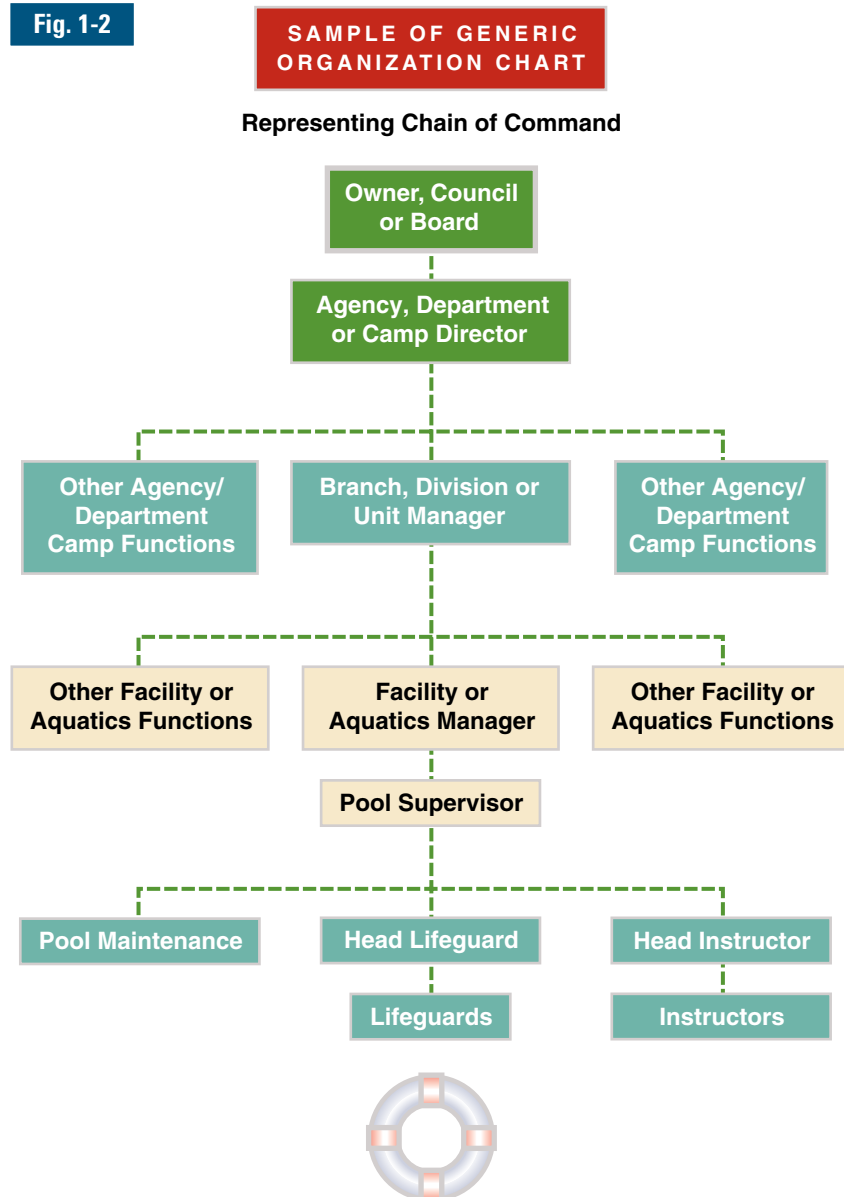 Fig. 1-2
SAMPLE OF GENERIC
ORGANIZATION CHART
Representing Chain of Command
Owner, Council
or Board
Agency, Department
or Camp Director
Other Agency/
Department
Camp Functions
Branch, Division or
Unit Manager
Other Agency/
Department
Camp Functions
Other Facility or
Aquatics Functions
Facility or
Aquatics Manager
Other Facility or
Aquatics Functions
Pool Supervisor
Pool Maintenance
Head Lifeguard
Head Instructor
Lifeguards
Instructors